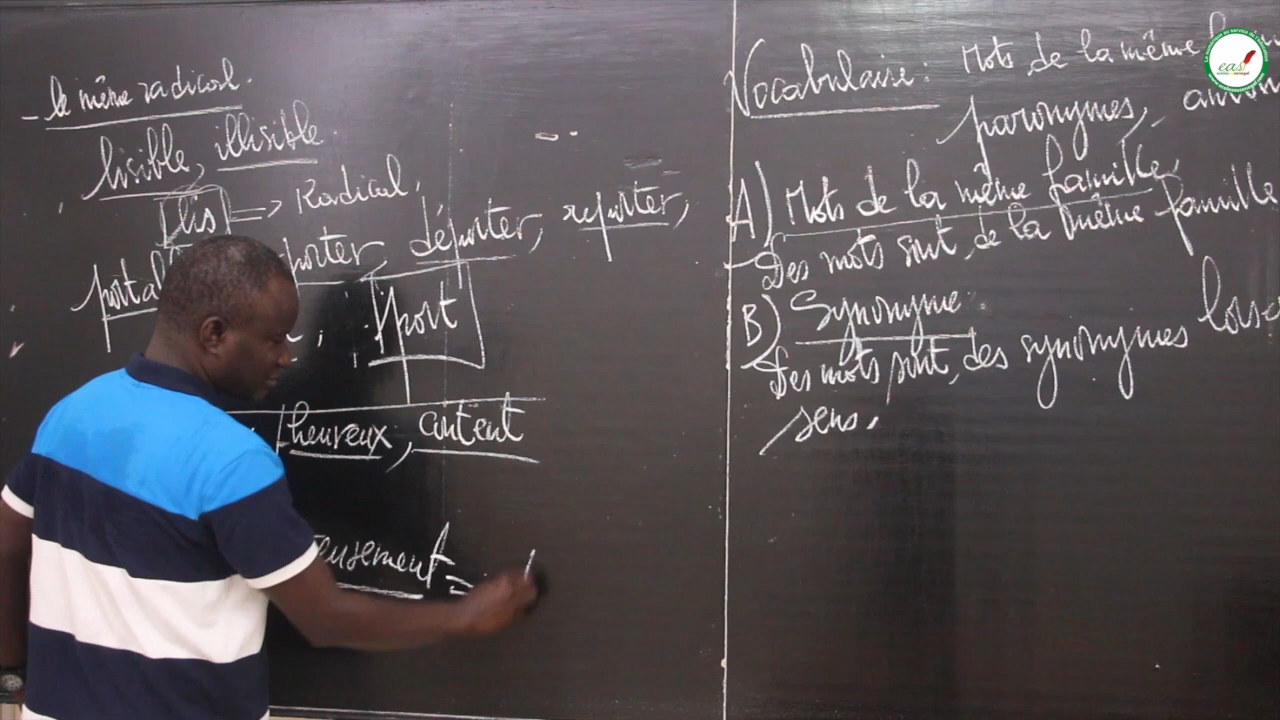 - le même radical.
lisible, illisible.
lis => Radical,
porter, déporter, reporter,
, port
, heureux, content
eusement =
Vocabulaire: Mots de la même
paronymes,
A) Mots de la même famille,
Des mots sont de la même famille
B) Synonyme:
Des mots sont des synonymes lors
sens.
eas